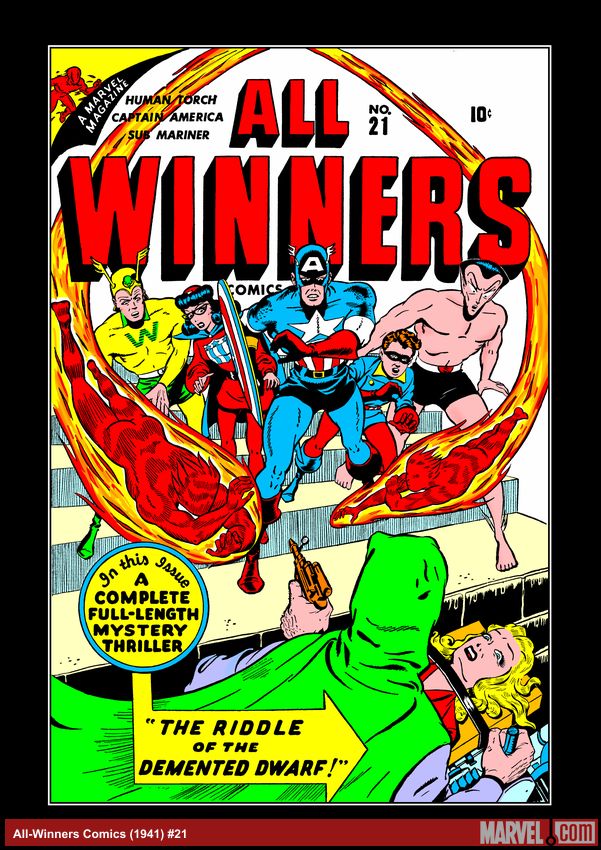 A MARVEL
MAGAZINE
HUMAN TORCH
CAPTAIN AMERICA
SUB MARINER
ALL
NO.
21
10¢
WINNERS
COMICS
W
A
In this Issue
A
COMPLETE
FULL-LENGTH
MYSTERY
THRILLER
"THE RIDDLE
OF THE
DEMENTED DWARF!"
All-Winners Comics (1941) #21
MARVEL.com